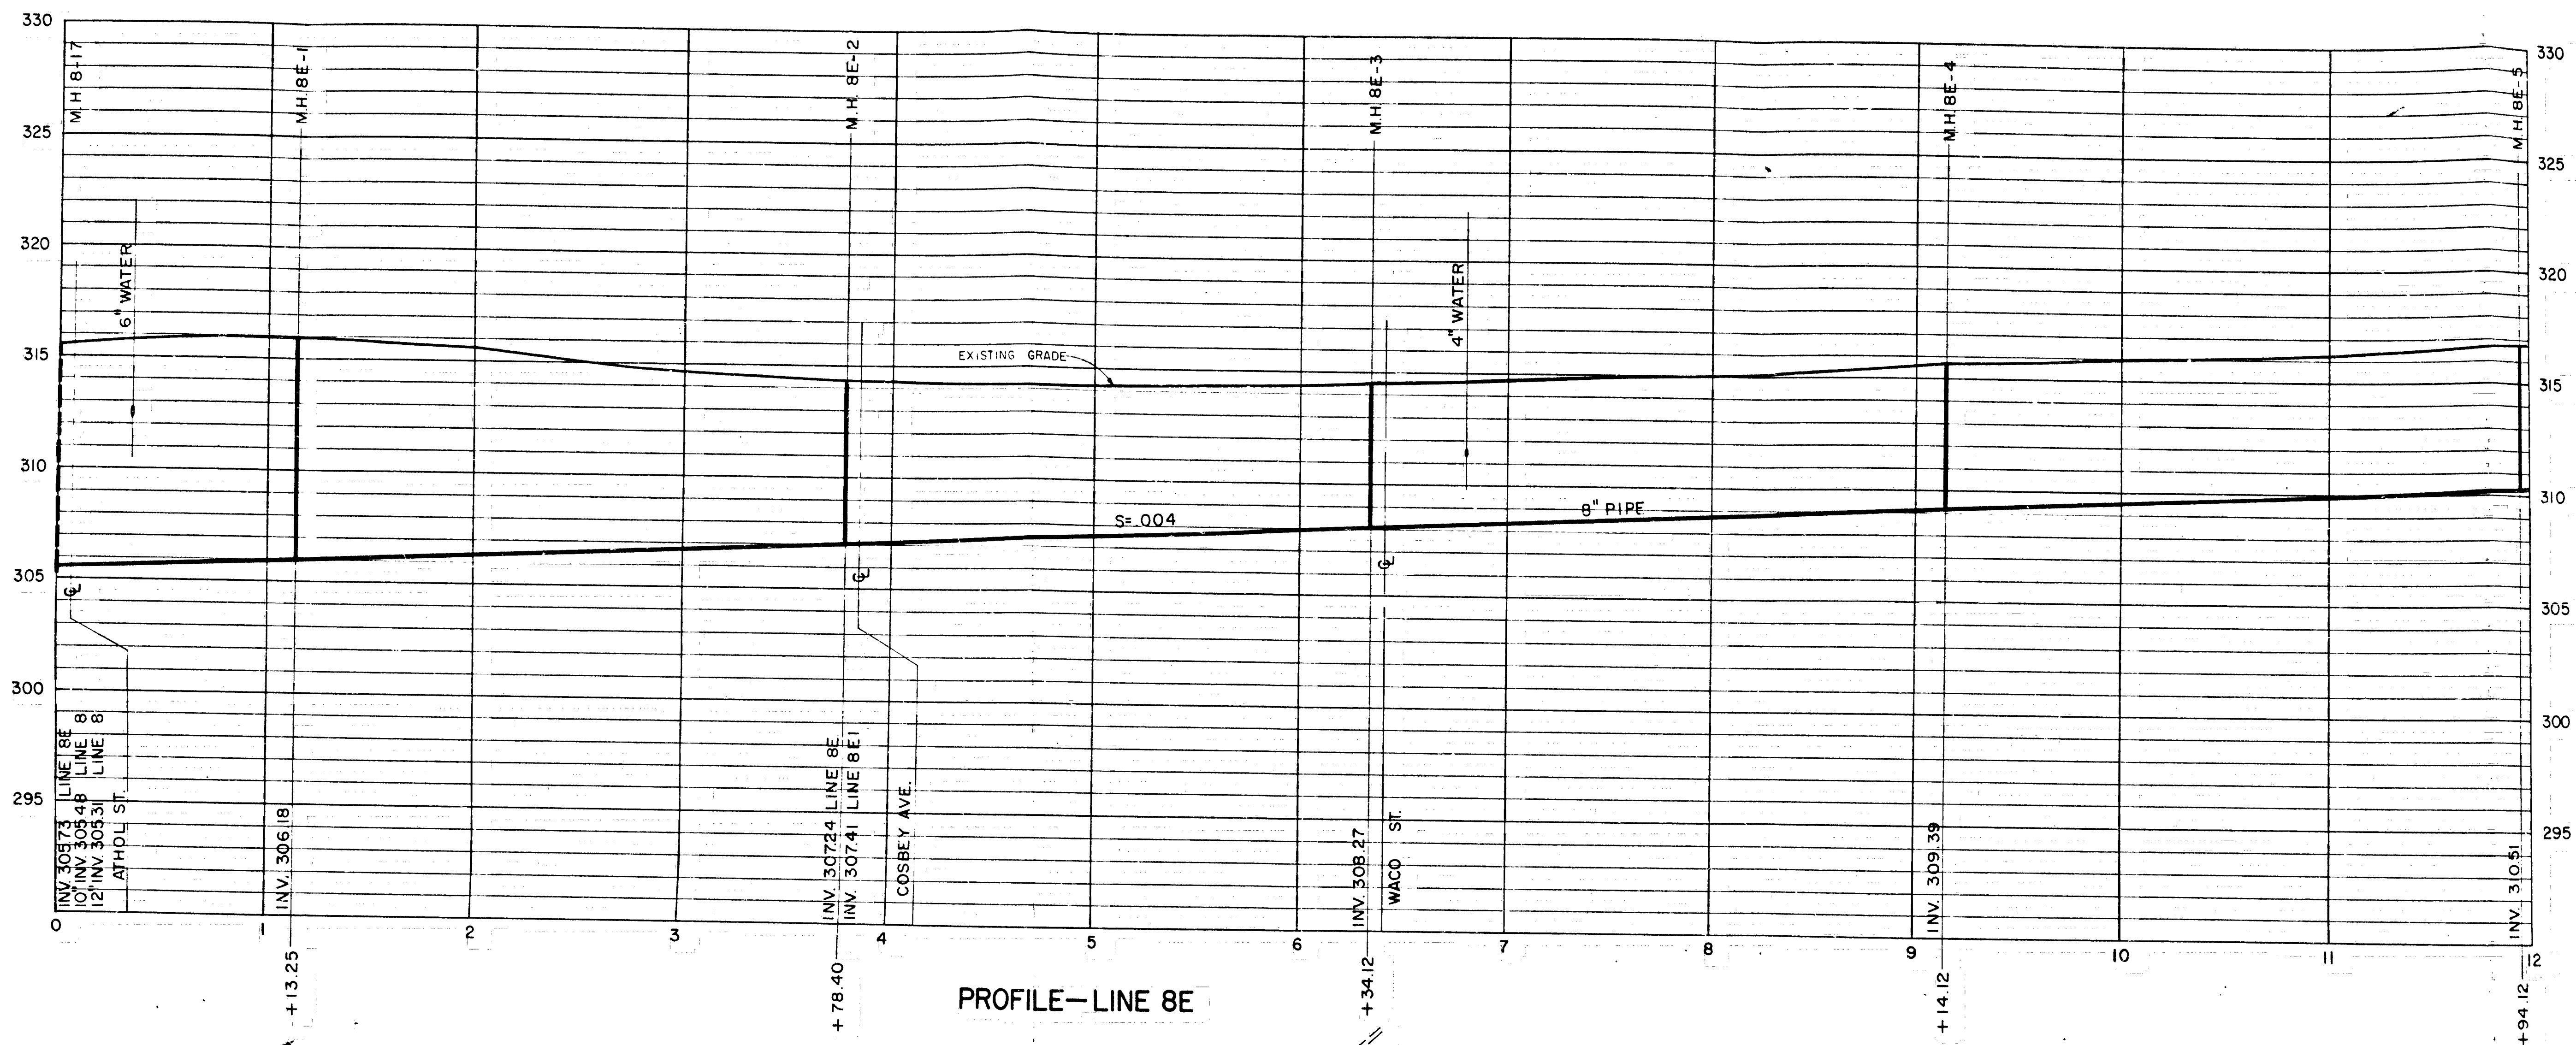 330
325
320
315
310
305
300
295
M.H. 8-17
M.H. 8E-1
M.H. 8E-2
M.H. 8E-3
M.H. 8E-4
M.H. 8E-5
330
325
320
315
310
305
300
295
6" WATER
4" WATER
EXISTING GRADE
S=.004
8" PIPE
℄
℄
℄
INV. 305.73 LINE 8E
10" INV. 305.48 LINE 8
12" INV. 305.31 LINE 8
ATHOL ST.
INV. 306.18
INV. 307.24 LINE 8E
INV. 307.41 LINE 8E1
COSBEY AVE.
INV. 308.27
WACO ST.
INV. 309.39
INV. 310.51
0
1
2
3
4
5
6
7
8
9
10
11
12
+13.25
+78.40
+34.12
+14.12
+94.12
PROFILE—LINE 8E